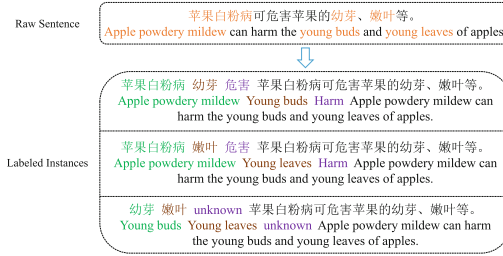 Raw Sentence
苹果白粉病可危害苹果的幼芽、嫩叶等。
Apple powdery mildew can harm the young buds and young leaves of apples
Labeled Instances
苹果白粉病 幼芽 危害 苹果白粉病可危害苹果的幼芽、嫩叶等。
Apple powdery mildew Young buds Harm Apple powdery mildew can
harm the young buds and young leaves of apples.
苹果白粉病 嫩叶 危害 苹果白粉病可危害苹果的幼芽、嫩叶等。
Apple powdery mildew Young leaves Harm Apple powdery mildew can
harm the young buds and young leaves of apples.
幼芽 嫩叶 unknown 苹果白粉病可危害苹果的幼芽、嫩叶等。
Young buds Young leaves unknown Apple powdery mildew can harm
the young buds and young leaves of apples.